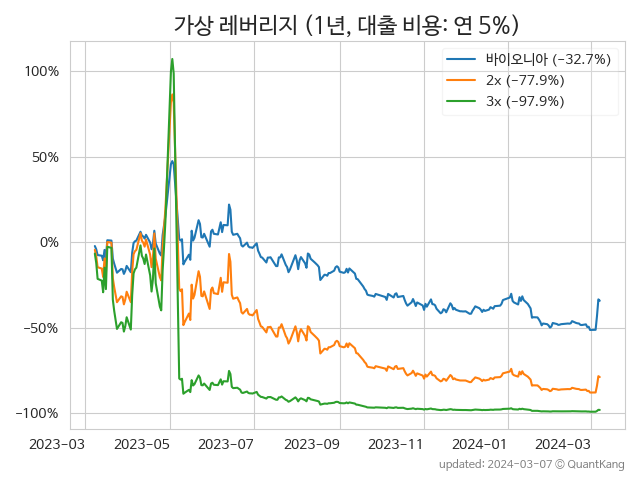 가상 레버리지 (1년, 대출 비용: 연 5%)
바이오니아 (-32.7%)
2x (-77.9%)
3x (-97.9%)
100%
50%
0%
−50%
−100%
2023-03 2023-05 2023-07 2023-09 2023-11 2024-01 2024-03
updated: 2024-03-07 © QuantKang